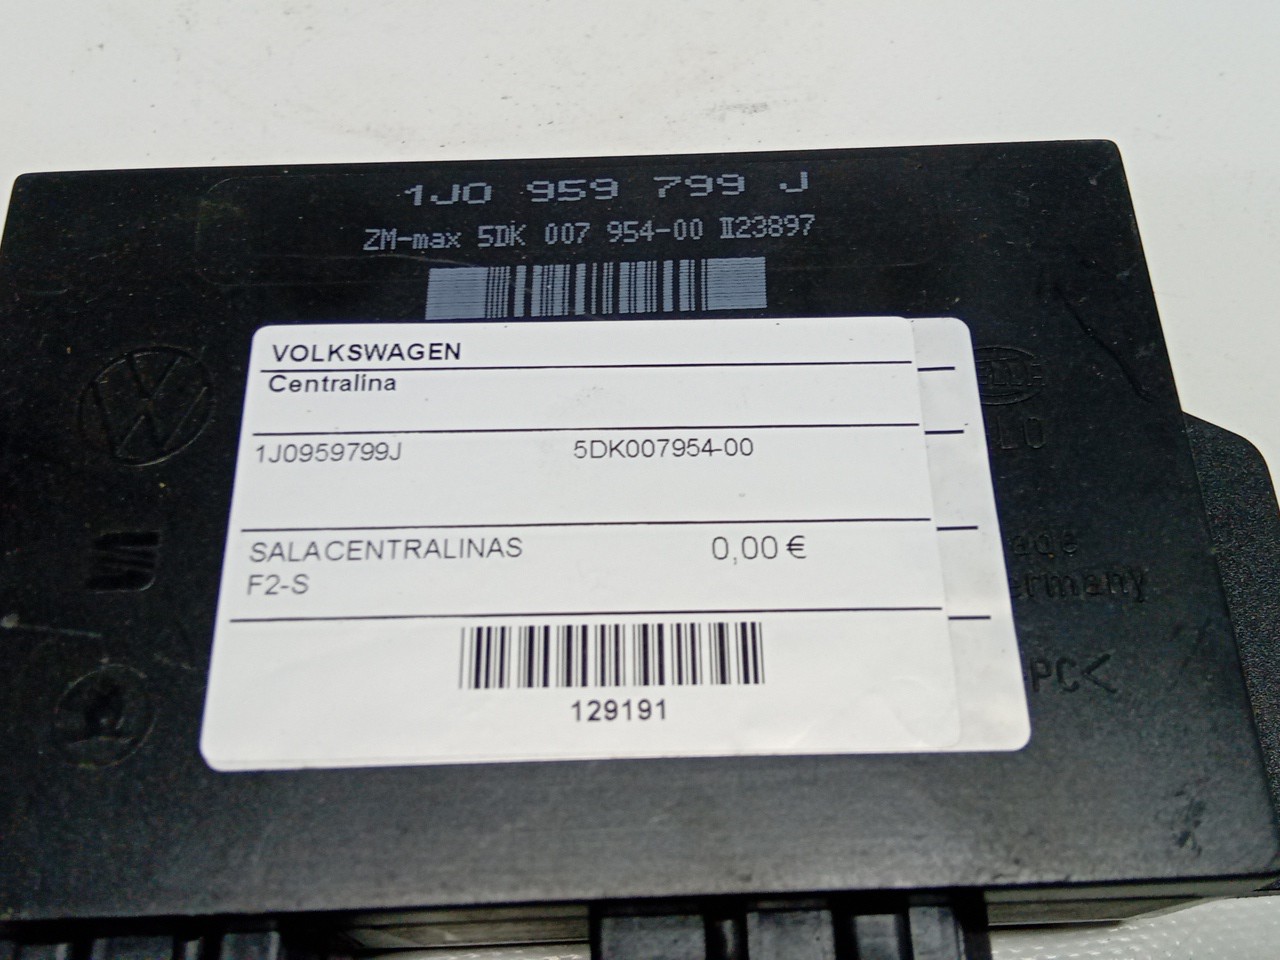 1J0 959 799 J
ZM-max 5DK 007 954-00 II23897
VOLKSWAGEN
Centralina
1J0959799J 5DK007954-00
SALACENTRALINAS 0,00 €
F2-S
129191
PC<